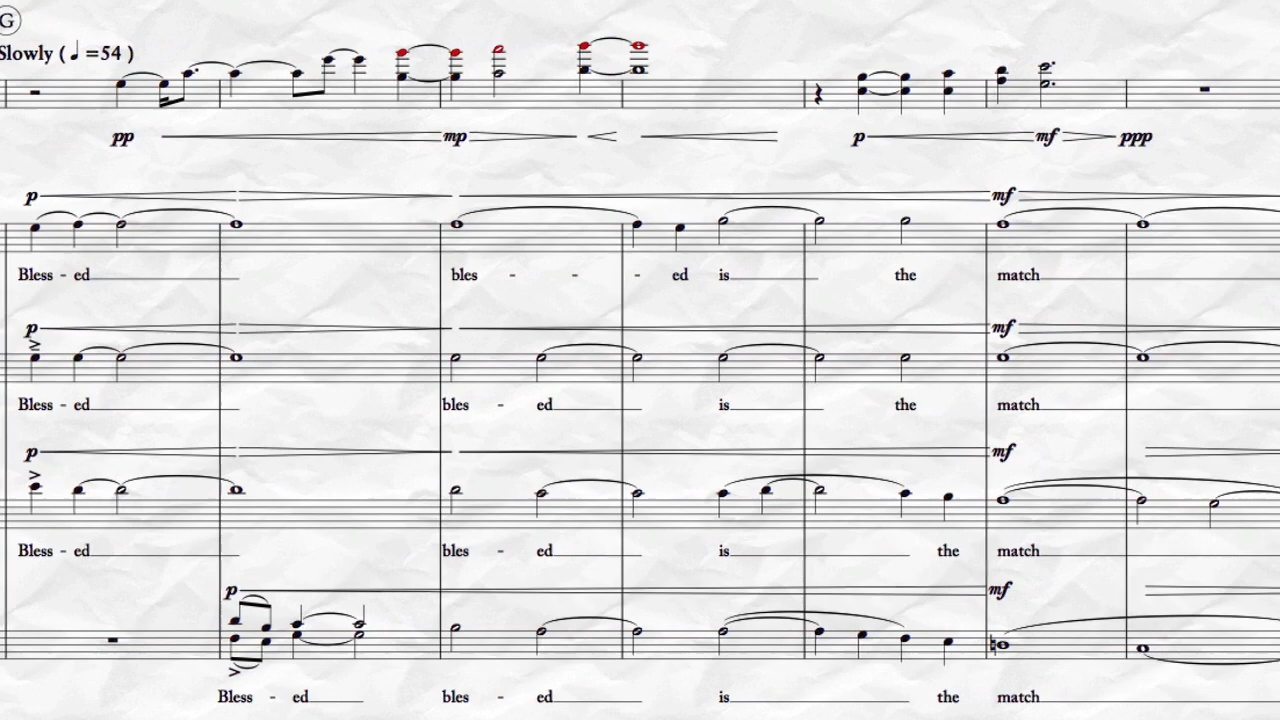 G
Slowly ( ♩ =54 )
pp mp p mf ppp
p mf
Bless - ed bles - - - ed is the match
p mf
Bless - ed bles - ed is the match
p mf
Bless - ed bles - ed is the match
p mf
Bless - ed bles - ed is the match